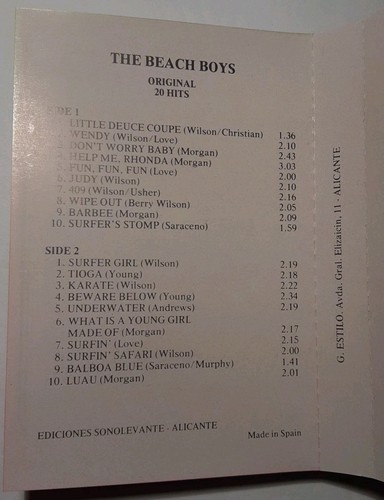 THE BEACH BOYS
ORIGINAL
20 HITS
SIDE 1
LITTLE DEUCE COUPE (Wilson/Christian) 1.36
WENDY (Wilson/Love) 2.10
DON'T WORRY BABY (Morgan) 2.43
HELP ME, RHONDA (Morgan) 3.03
5. FUN, FUN, FUN (Love) 2.00
6. JUDY (Wilson) 2.10
7. 409 (Wilson/Usher) 2.16
8. WIPE OUT (Berry Wilson) 2.05
9. BARBEE (Morgan) 2.09
10. SURFER'S STOMP (Saraceno) 1.59
SIDE 2
1. SURFER GIRL (Wilson) 2.19
2. TIOGA (Young) 2.18
3. KARATE (Wilson) 2.22
4. BEWARE BELOW (Young) 2.34
5. UNDERWATER (Andrews) 2.19
6. WHAT IS A YOUNG GIRL
MADE OF (Morgan) 2.17
7. SURFIN' (Love) 2.15
8. SURFIN' SAFARI (Wilson) 2.00
9. BALBOA BLUE (Saraceno/Murphy) 1.41
10. LUAU (Morgan) 2.01
EDICIONES SONOLEVANTE - ALICANTE
Made in Spain
G. ESTILO. Avda. Gral. Elizaicin, 11 - ALICANTE